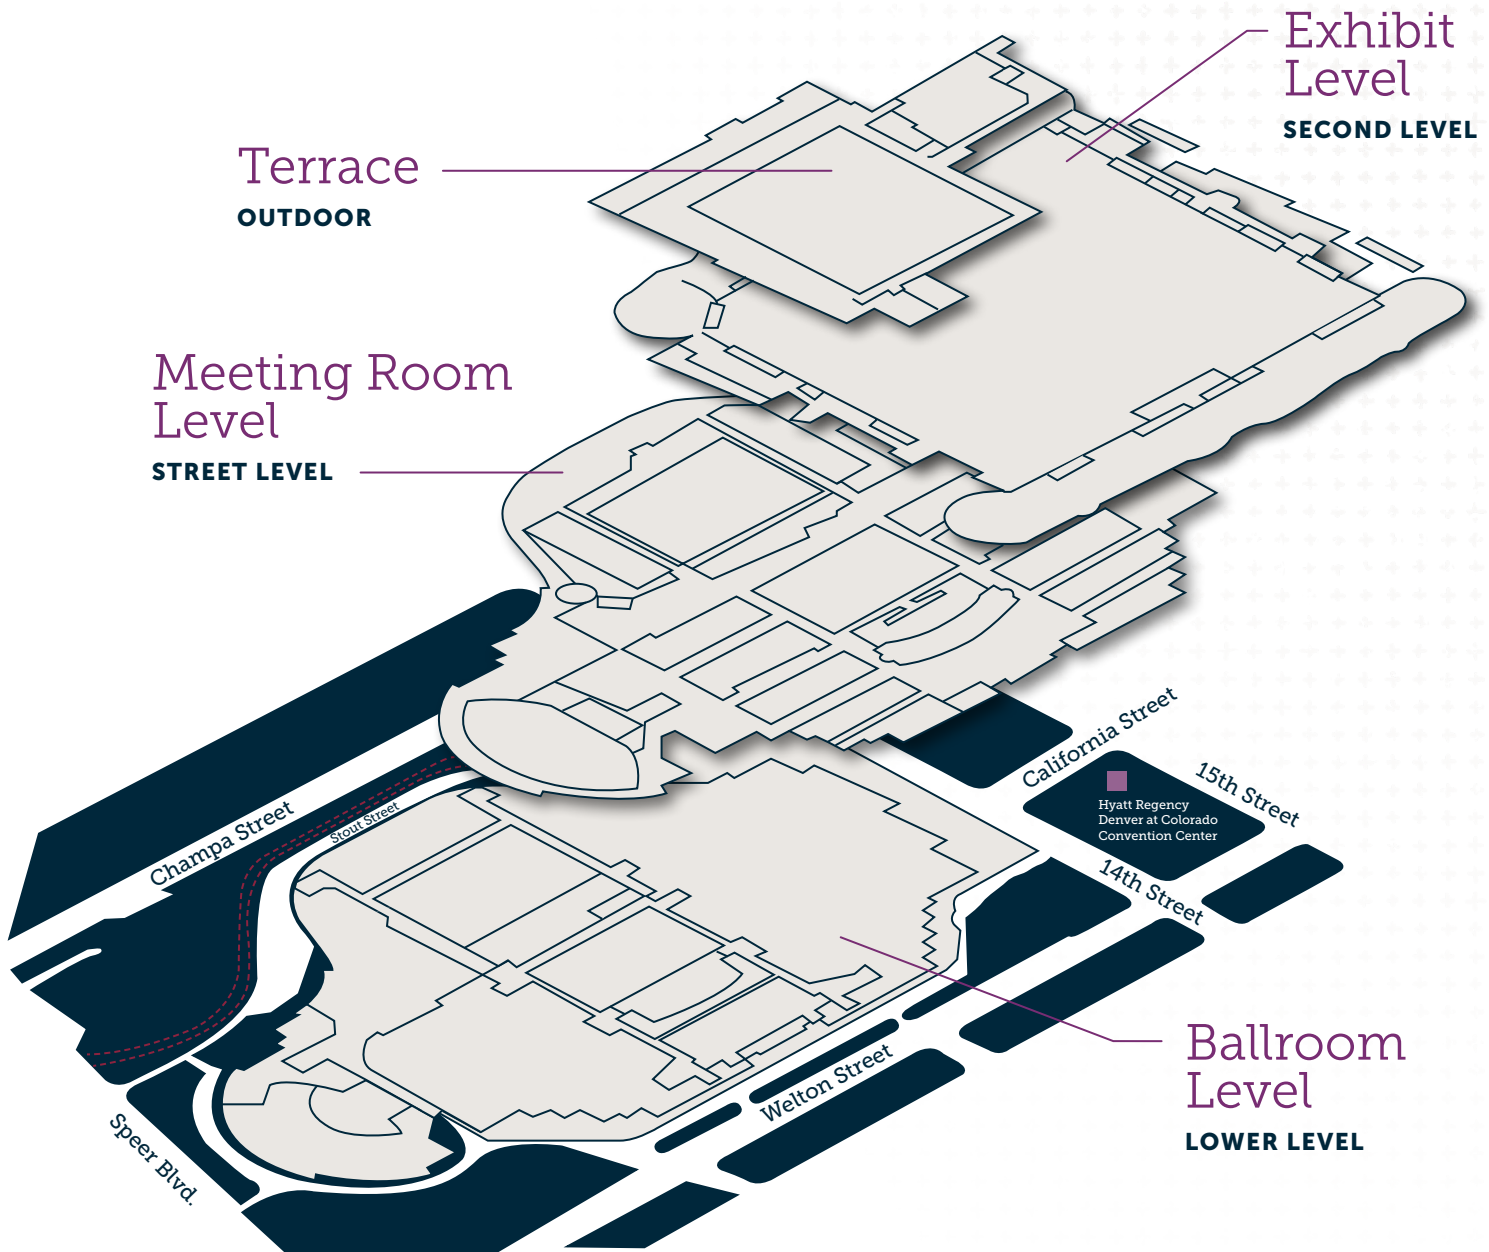 Exhibit
Level
SECOND LEVEL
Terrace
OUTDOOR
Meeting Room
Level
STREET LEVEL
California Street
15th Street
Hyatt Regency
Denver at Colorado
Convention Center
Champa Street
Stout Street
14th Street
Ballroom
Level
LOWER LEVEL
Welton Street
Speer Blvd.